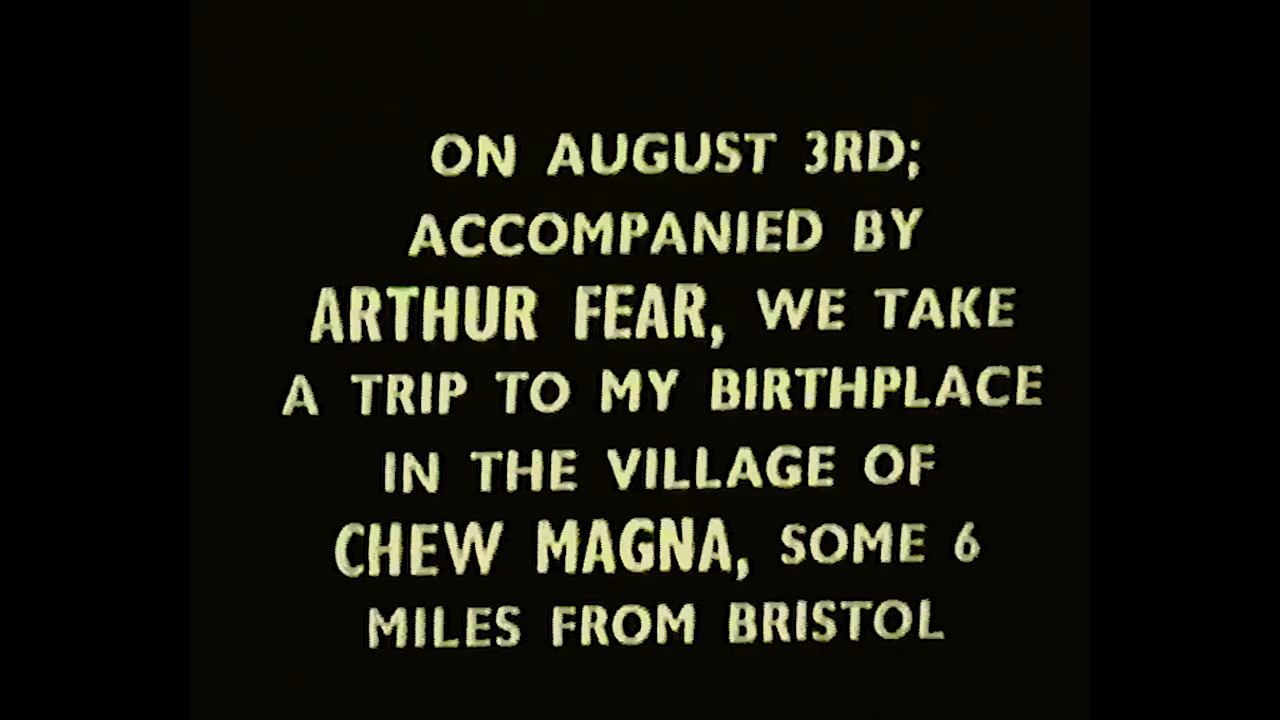 ON AUGUST 3RD;
ACCOMPANIED BY
ARTHUR FEAR, WE TAKE
A TRIP TO MY BIRTHPLACE
IN THE VILLAGE OF
CHEW MAGNA, SOME 6
MILES FROM BRISTOL